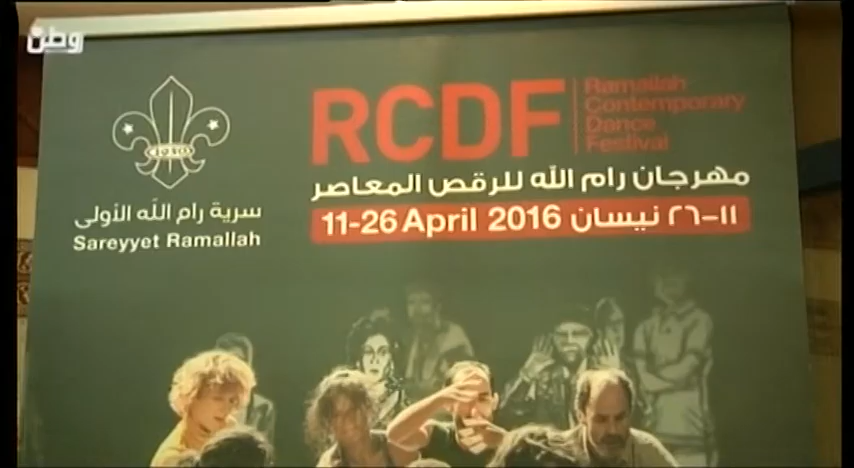 وطن
1930
سرية رام الله الأولى
Sareyyet Ramallah
RCDF
Ramallah
Contemporary
Dance
Festival
مهرجان رام الله للرقص المعاصر
11-26 April 2016 نيسان ٢٦-١١